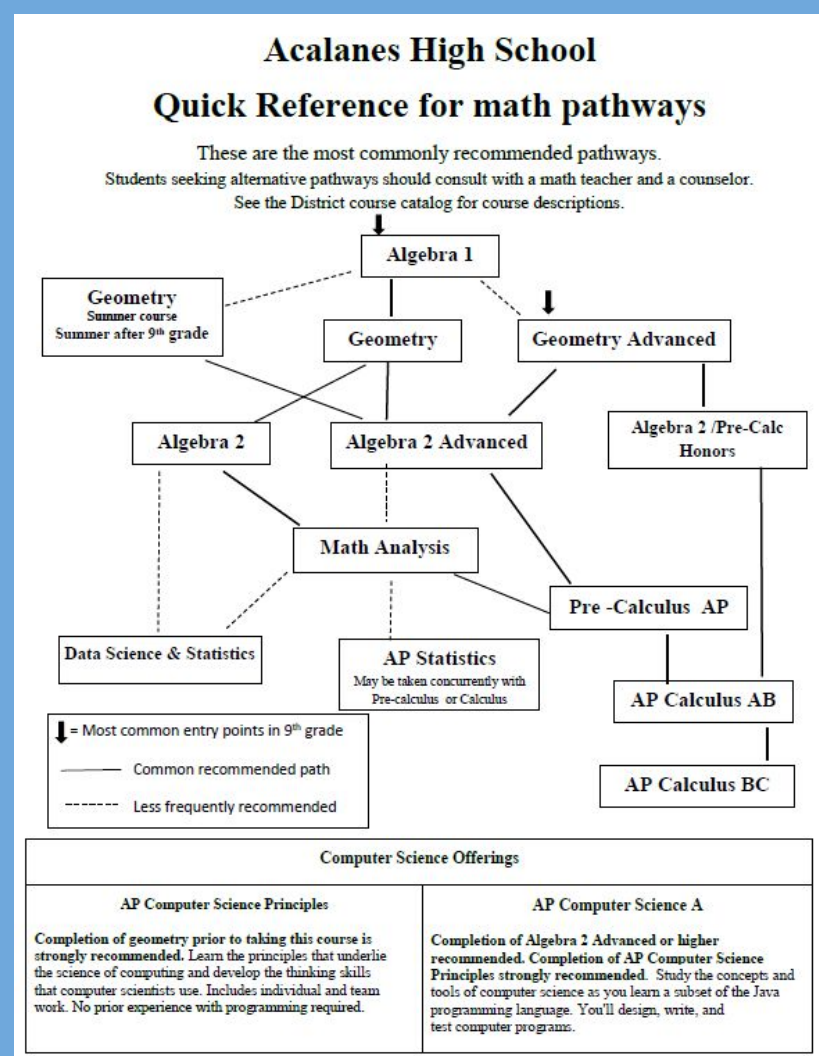 Acalanes High School
Quick Reference for math pathways
These are the most commonly recommended pathways.
Students seeking alternative pathways should consult with a math teacher and a counselor.
See the District course catalog for course descriptions.
Algebra 1
Geometry
Summer course
Summer after 9th grade
Geometry
Geometry Advanced
Algebra 2
Algebra 2 Advanced
Algebra 2 /Pre-Calc
Honors
Math Analysis
Pre -Calculus AP
Data Science & Statistics
AP Statistics
May be taken concurrently with
Pre-calculus or Calculus
AP Calculus AB
AP Calculus BC
= Most common entry points in 9th grade
Common recommended path
Less frequently recommended
Computer Science Offerings
AP Computer Science Principles
Completion of geometry prior to taking this course is
strongly recommended. Learn the principles that underlie
the science of computing and develop the thinking skills
that computer scientists use. Includes individual and team
work. No prior experience with programming required.
AP Computer Science A
Completion of Algebra 2 Advanced or higher
recommended. Completion of AP Computer Science
Principles strongly recommended. Study the concepts and
tools of computer science as you learn a subset of the Java
programming language. You'll design, write, and
test computer programs.